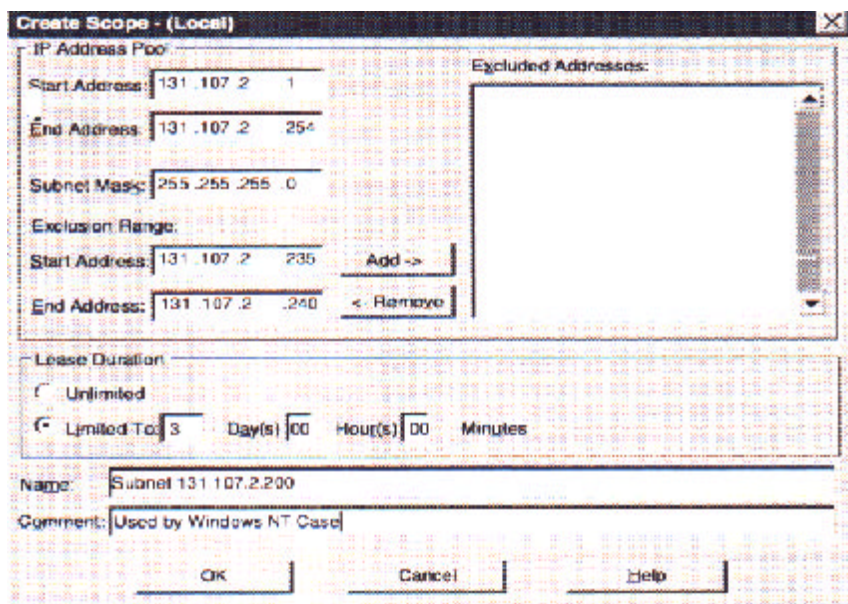 Create Scope - (Local)
IP Address Pool
Start Address: 131 .107 .2 1
End Address: 131 .107 .2 .254
Subnet Mask: 255 .255 .255 .0
Exclusion Range:
Start Address: 131 .107 .2 235
End Address: 131 .107 .2 .240
Excluded Addresses:
Add ->
<- Remove
Lease Duration
Unlimited
Limited To: 3 Day(s) 00 Hour(s) 00 Minutes
Name: Subnet 131 107.2.200
Comment: Used by Windows NT Case
OK Cancel Help